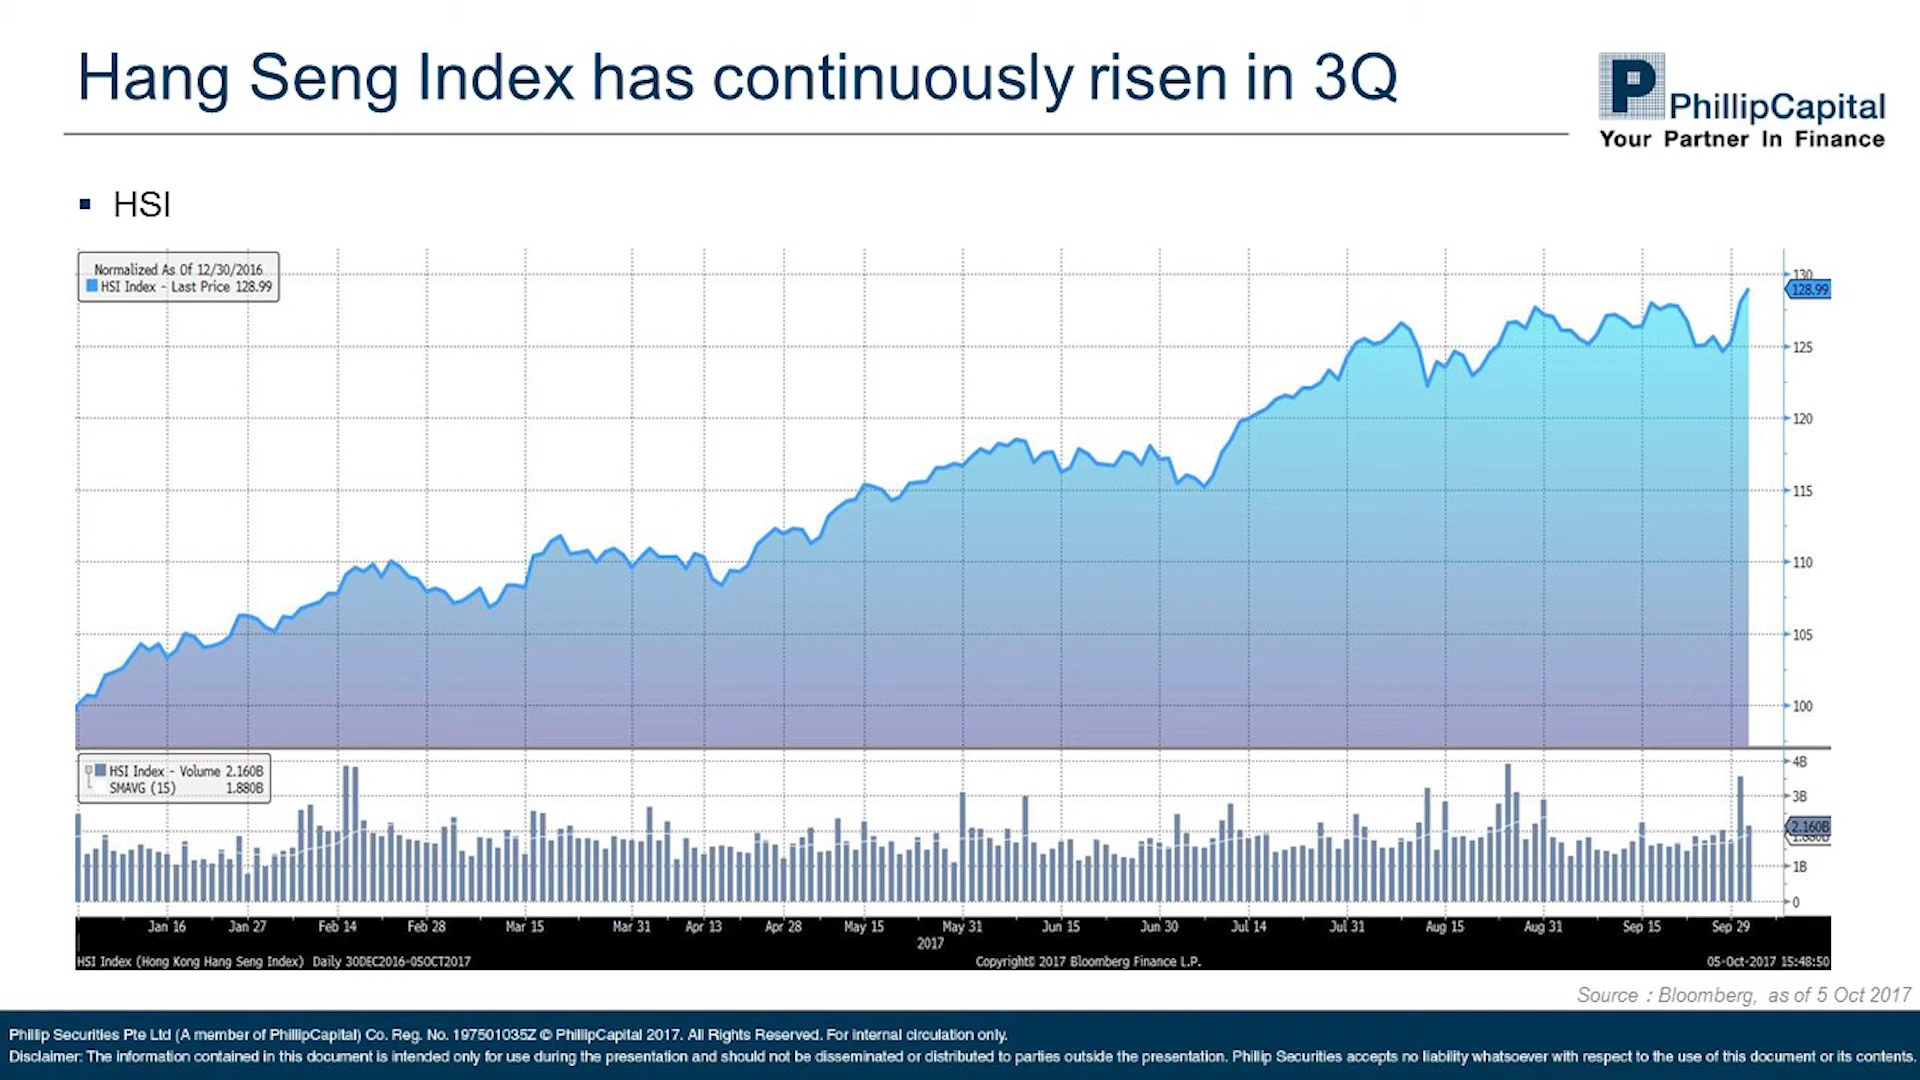 Hang Seng Index has continuously risen in 3Q
P PhillipCapital
Your Partner In Finance
▪ HSI
Normalized As Of 12/30/2016
HSI Index - Last Price 128.99
130
128.99
125
120
115
110
105
100
HSI Index - Volume 2.160B
SMAVG (15) 1.880B
4B
3B
2.160B
1.880B
1B
0
Jan 16 Jan 27 Feb 14 Feb 28 Mar 15 Mar 31 Apr 13 Apr 28 May 15 May 31 Jun 15 Jun 30 Jul 14 Jul 31 Aug 15 Aug 31 Sep 15 Sep 29
2017
HSI Index (Hong Kong Hang Seng Index) Daily 30DEC2016-05OCT2017 Copyright© 2017 Bloomberg Finance L.P. 05-Oct-2017 15:48:50
Source : Bloomberg, as of 5 Oct 2017
Phillip Securities Pte Ltd (A member of PhillipCapital) Co. Reg. No. 197501035Z © PhillipCapital 2017. All Rights Reserved. For internal circulation only.
Disclaimer: The information contained in this document is intended only for use during the presentation and should not be disseminated or distributed to parties outside the presentation. Phillip Securities accepts no liability whatsoever with respect to the use of this document or its contents.